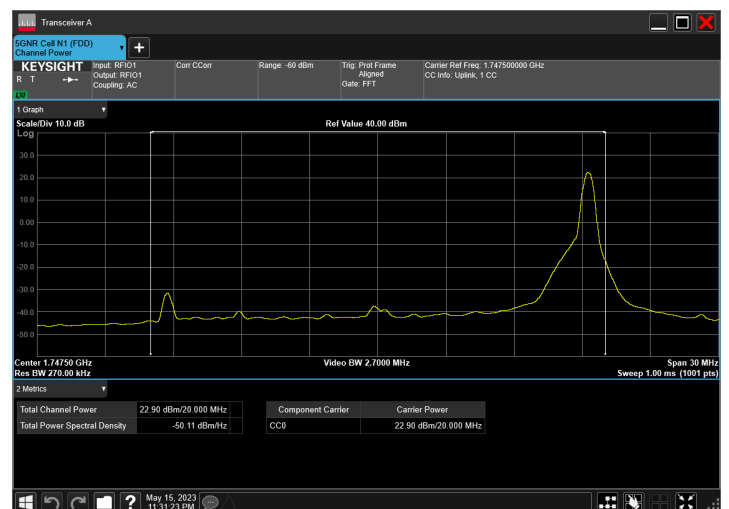 Transceiver A
5GNR Cell N1 (FDD)
Channel Power
KEYSIGHT
R T
LXI
Input: RFIO1
Output: RFIO1
Coupling: AC
Corr CCorr
Range: -60 dBm
Trig: Prot Frame
Aligned
Gate: FFT
Carrier Ref Freq: 1.747500000 GHz
CC Info: Uplink, 1 CC
1 Graph
Scale/Div 10.0 dB
Ref Value 40.00 dBm
Log
30.0
20.0
10.0
0.00
-10.0
-20.0
-30.0
-40.0
-50.0
Center 1.74750 GHz
Video BW 2.7000 MHz
Span 30 MHz
Res BW 270.00 kHz
Sweep 1.00 ms (1001 pts)
2 Metrics
Total Channel Power 22.90 dBm/20.000 MHz
Total Power Spectral Density -50.11 dBm/Hz
Component Carrier Carrier Power
CC0 22.90 dBm/20.000 MHz
?
May 15, 2023
11:31:23 PM